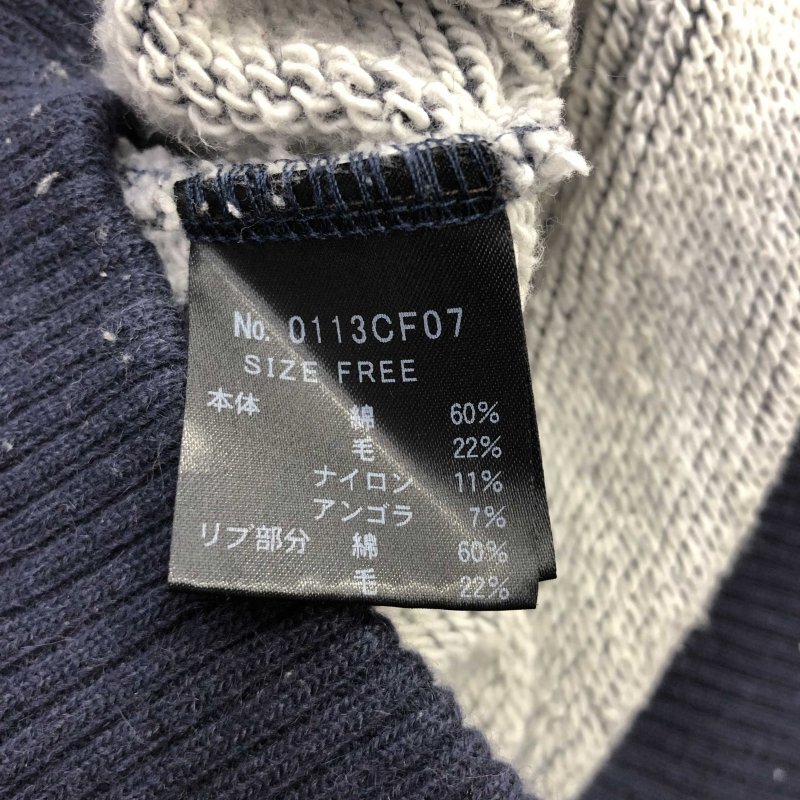 No. 0113CF07
SIZE FREE
本体 綿 60%
毛 22%
ナイロン 11%
アンゴラ 7%
リブ部分 綿 60%
毛 22%